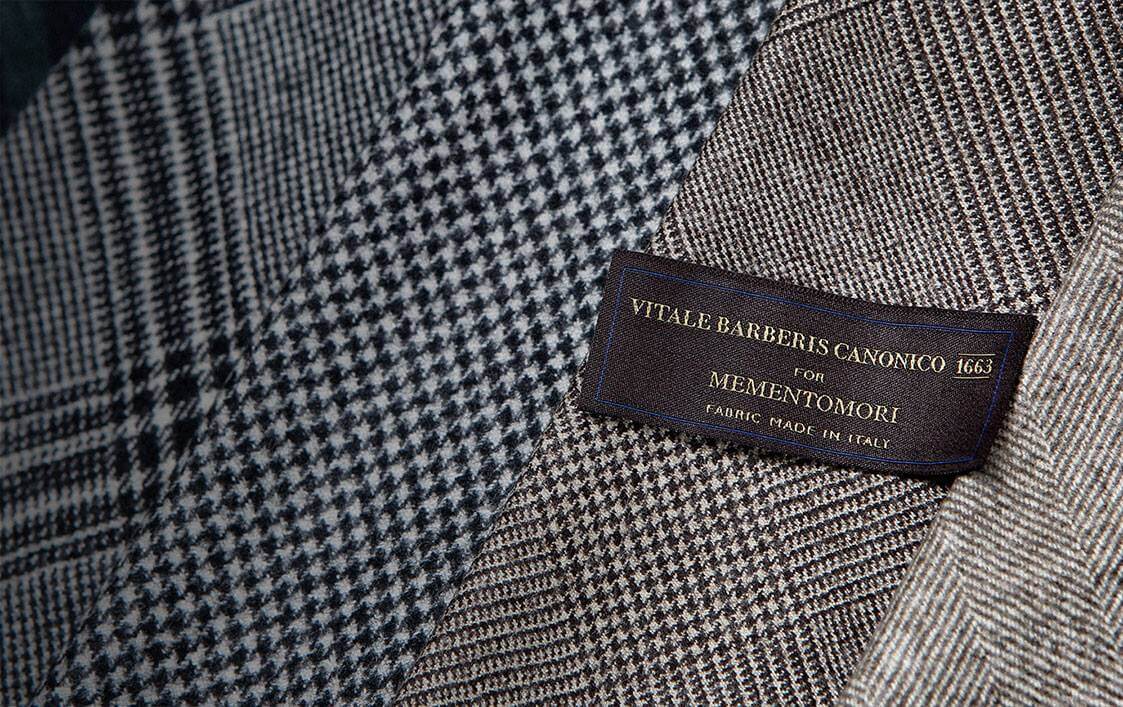 VITALE BARBERIS CANONICO 1663
FOR
MEMENTOMORI
FABRIC MADE IN ITALY